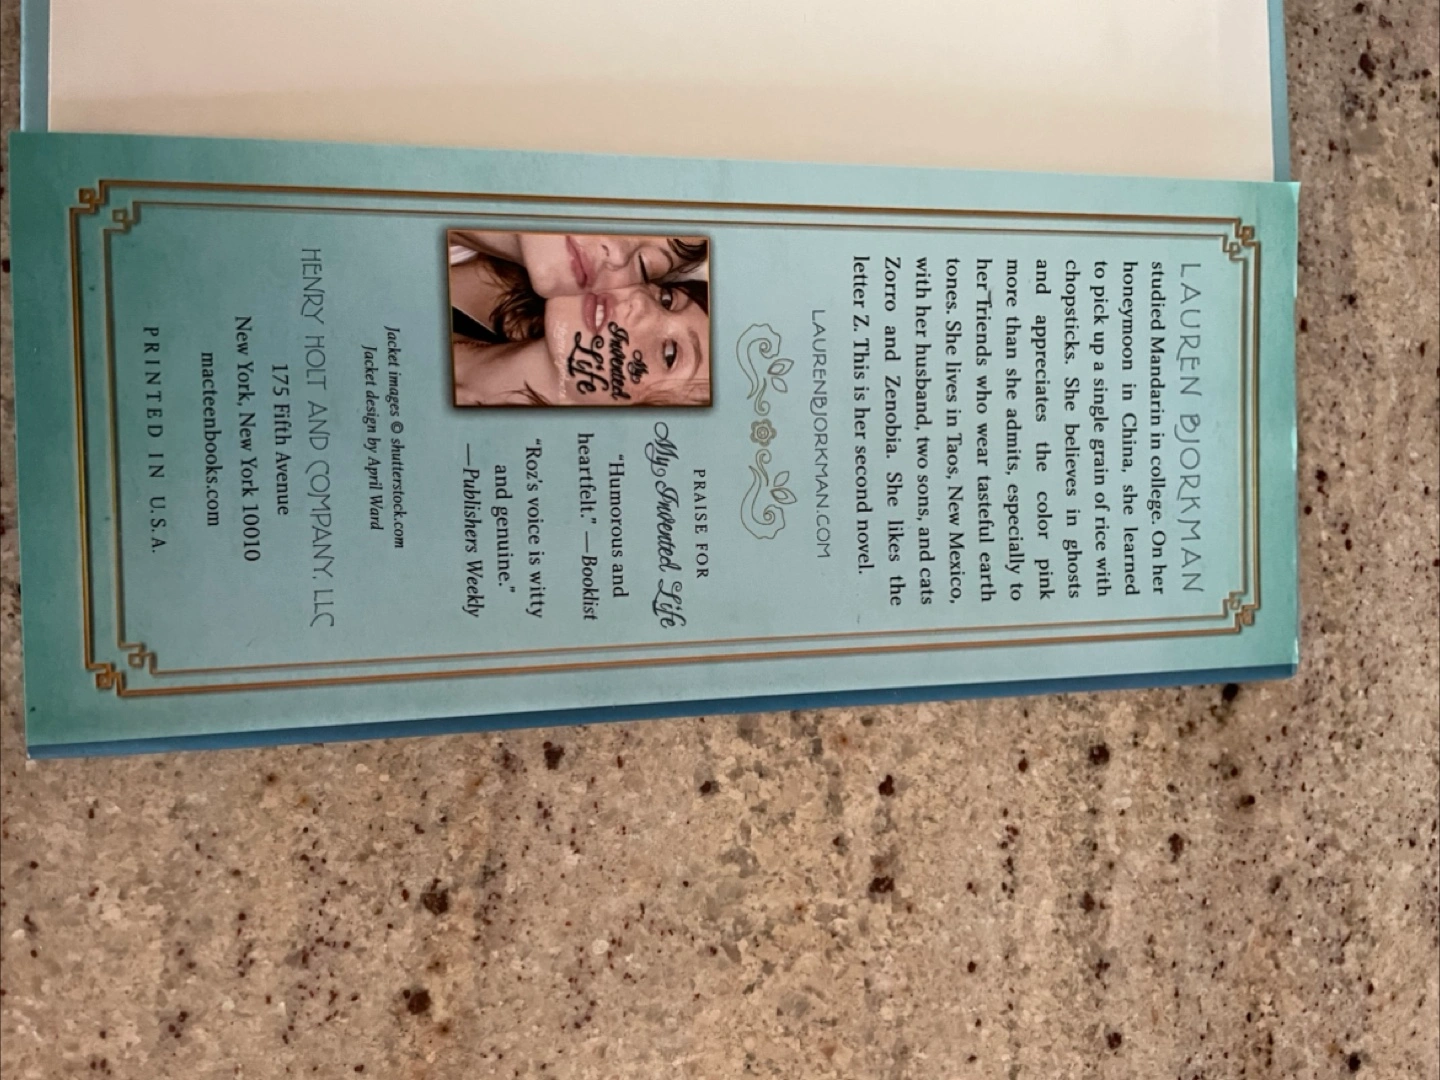 LAUREN BJORKMAN
studied Mandarin in college. On her
honeymoon in China, she learned
to pick up a single grain of rice with
chopsticks. She believes in ghosts
and appreciates the color pink
more than she admits, especially to
her friends who wear tasteful earth
tones. She lives in Taos, New Mexico,
with her husband, two sons, and cats
Zorro and Zenobia. She likes the
letter Z. This is her second novel.
LAURENBJORKMAN.COM
PRAISE FOR
My Invented Life
"Humorous and
heartfelt." —Booklist
"Roz's voice is witty
and genuine."
—Publishers Weekly
My
Invented
Life
Jacket images © shutterstock.com
Jacket design by April Ward
HENRY HOLT AND COMPANY, LLC
175 Fifth Avenue
New York, New York 10010
macteenbooks.com
PRINTED IN U.S.A.